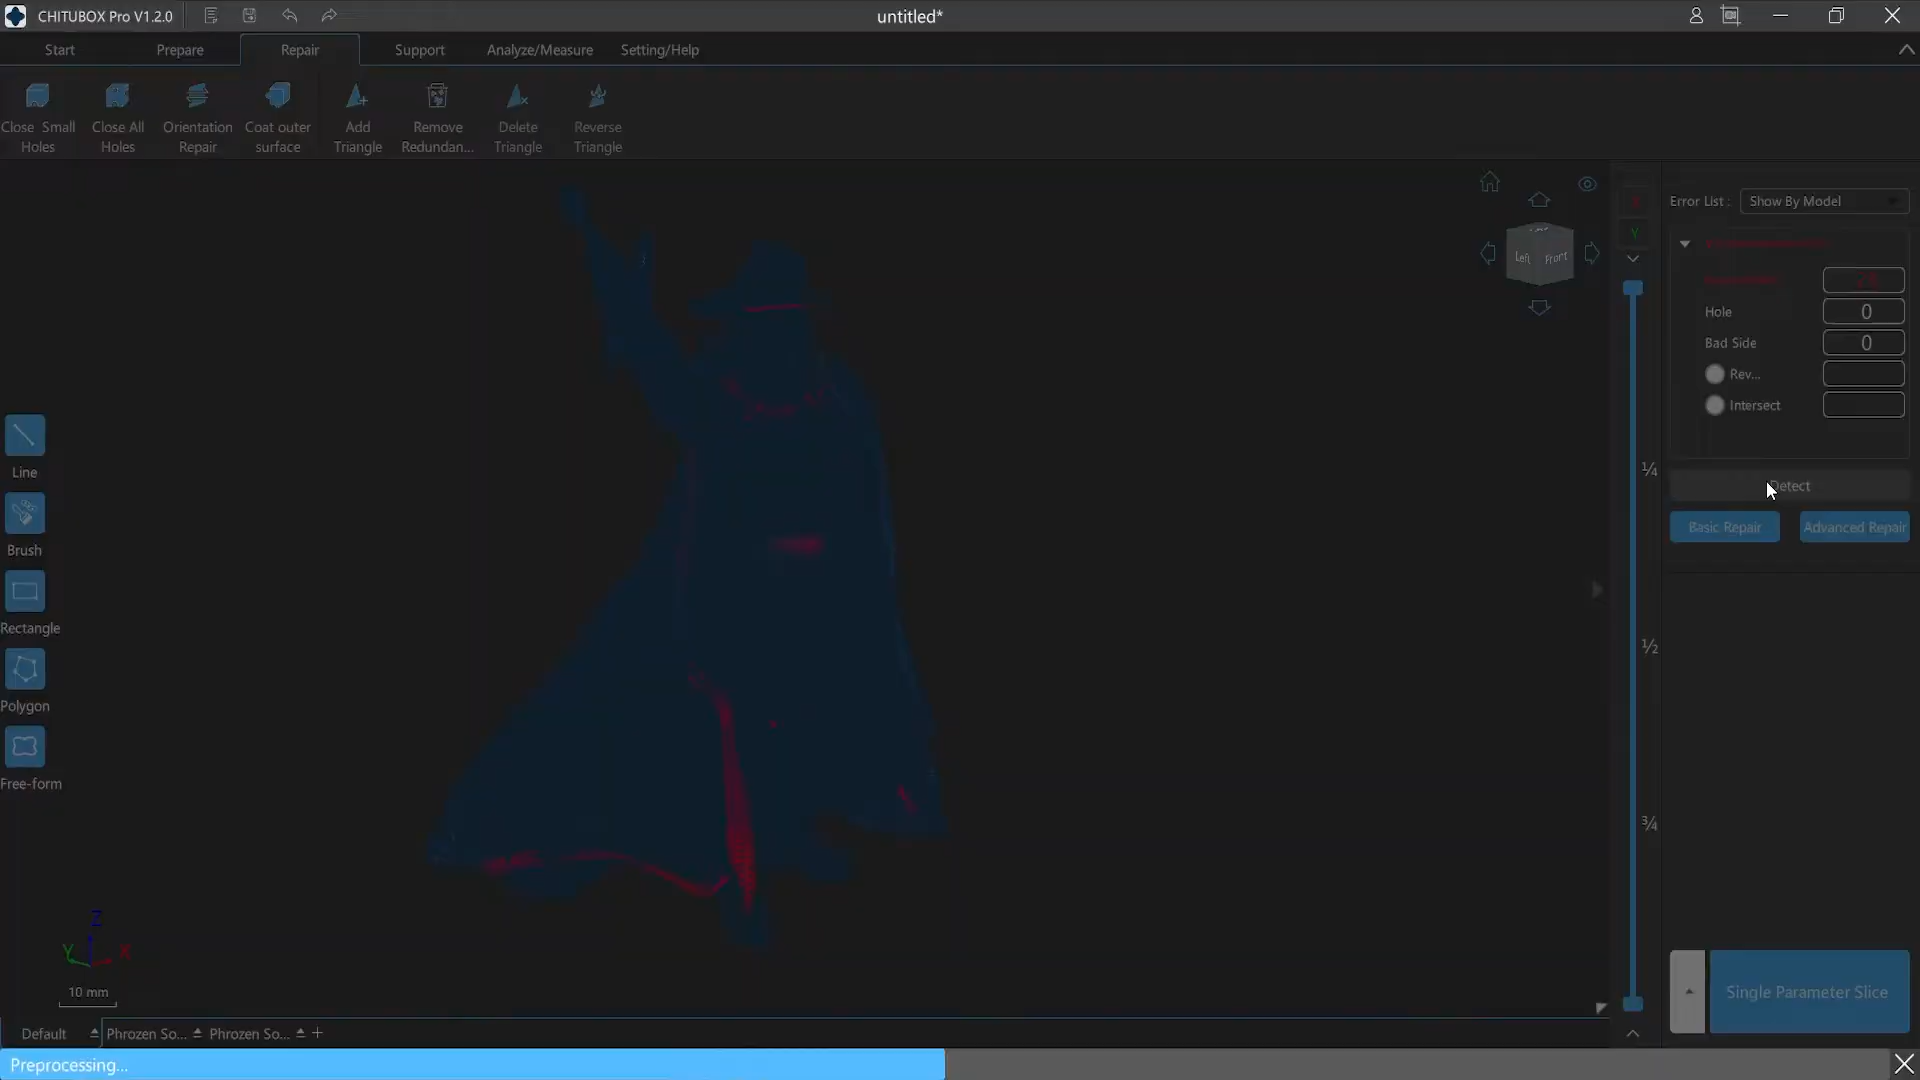 CHITUBOX Pro V1.2.0
untitled*
Start
Prepare
Repair
Support
Analyze/Measure
Setting/Help
Close Small
Holes
Close All
Holes
Orientation
Repair
Coat outer
surface
Add
Triangle
Remove
Redundan...
Delete
Triangle
Reverse
Triangle
Left
Front
Y
Error List :
Show By Model
Hole
0
Bad Side
0
Rev...
Intersect
Detect
Basic Repair
Advanced Repair
¼
½
¾
Line
Brush
Rectangle
Polygon
Free-form
Z
Y
X
10 mm
Single Parameter Slice
Default
Phrozen So...
Phrozen So...
Preprocessing...